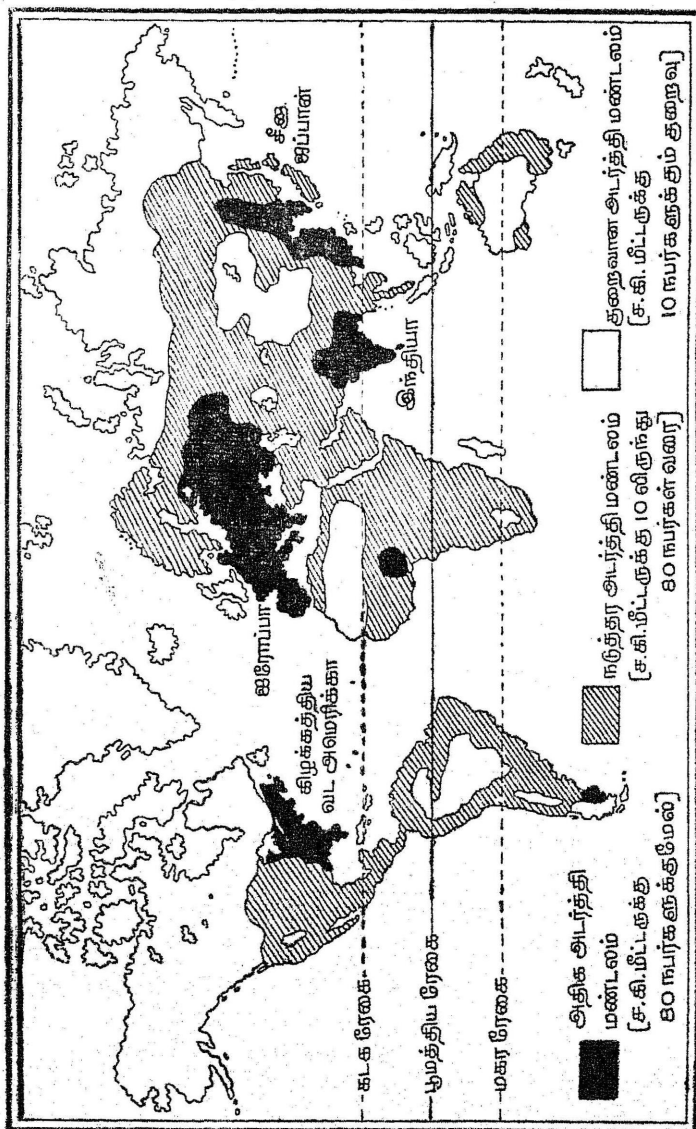 சீனா
ஜப்பான்
இந்தியா
ஐரோப்பா
கிழக்கத்திய
வட அமெரிக்கா
கடக ரேகை
பூமத்திய ரேகை
மகர ரேகை
அதிக அடர்த்தி
மண்டலம்
[ச.கி.மீட்டருக்கு
80 நபர்களுக்குமேல்]
நடுத்தர அடர்த்தி மண்டலம்
[ச.கி.மீட்டருக்கு 10 லிருந்து
80 நபர்கள் வரை]
குறைவான அடர்த்தி மண்டலம்
[ச.கி. மீட்டருக்கு
10 நபர்களுக்கும் குறைவு]